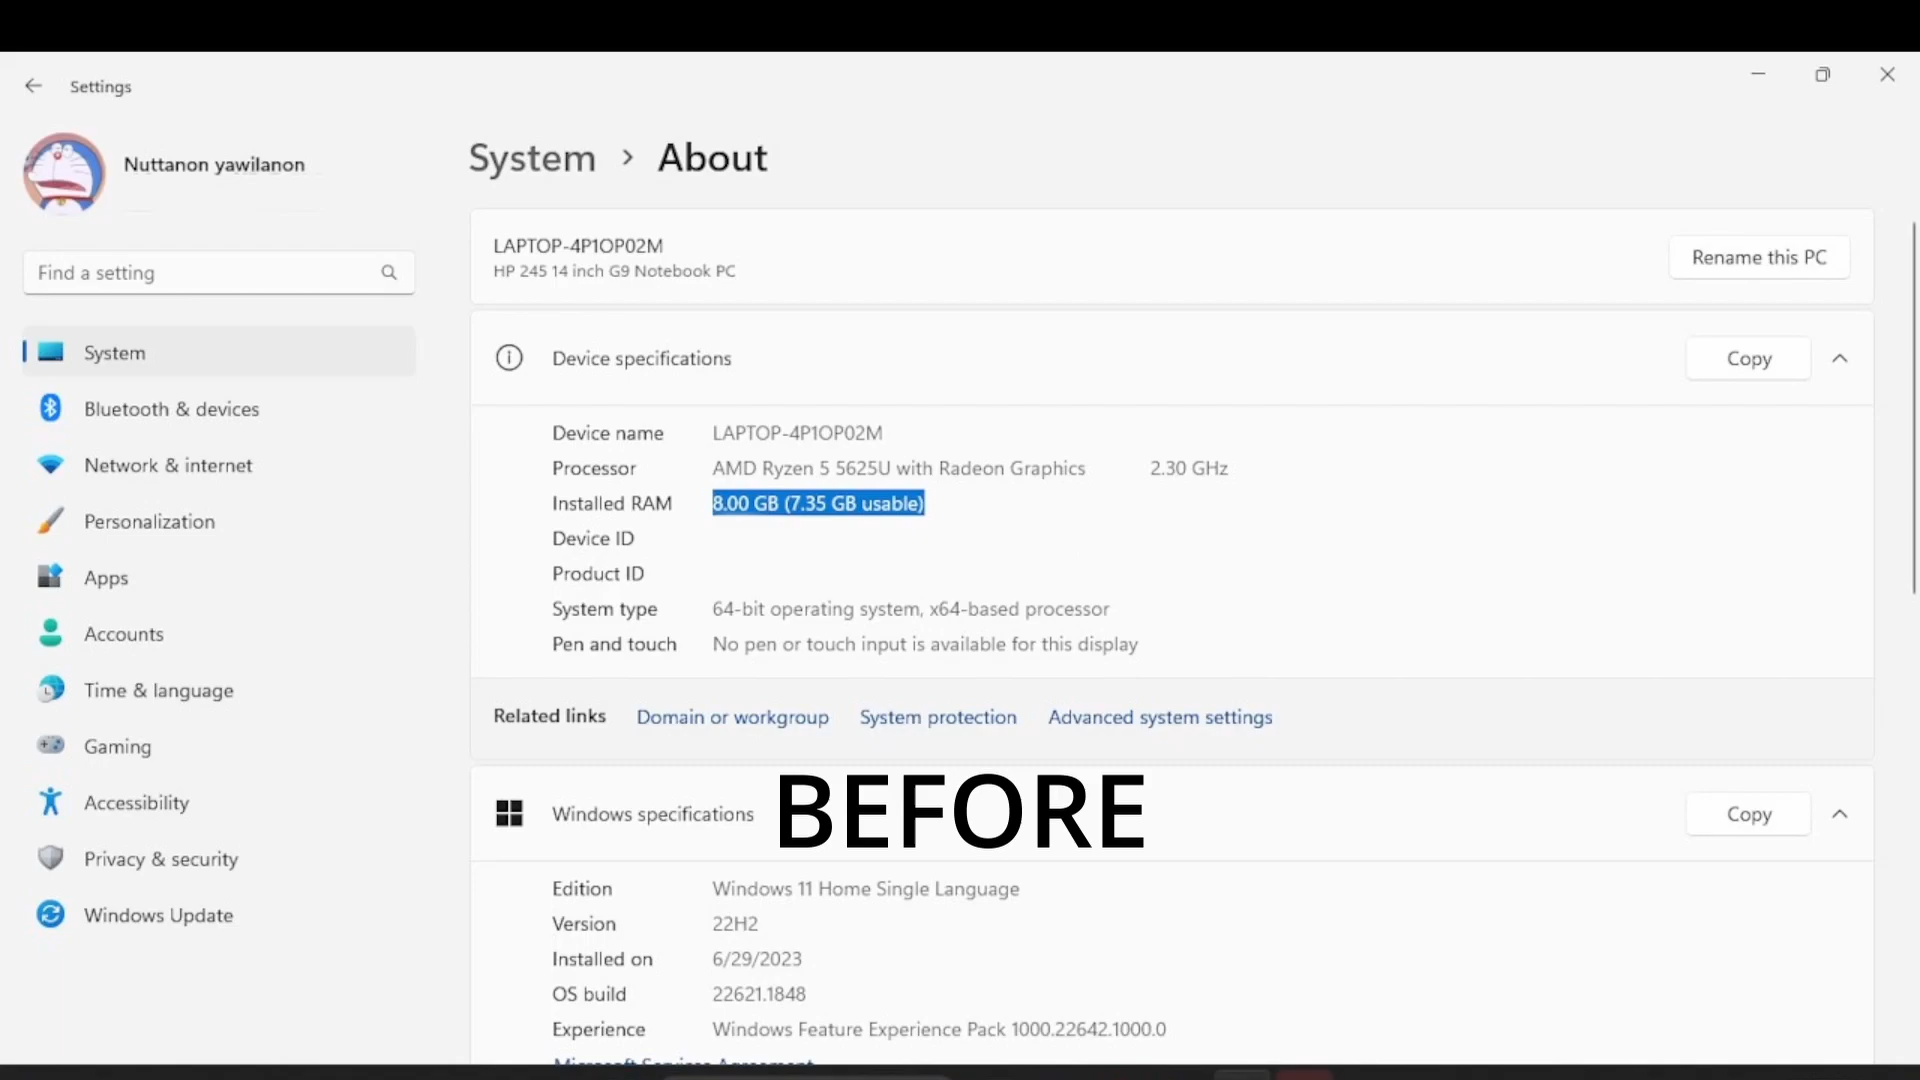 Settings
Nuttanon yawilanon
Find a setting
System
Bluetooth & devices
Network & internet
Personalization
Apps
Accounts
Time & language
Gaming
Accessibility
Privacy & security
Windows Update
System > About
LAPTOP-4P1OP02M
HP 245 14 inch G9 Notebook PC
Rename this PC
Device specifications
Copy
Device name LAPTOP-4P1OP02M
Processor AMD Ryzen 5 5625U with Radeon Graphics 2.30 GHz
Installed RAM 8.00 GB (7.35 GB usable)
Device ID
Product ID
System type 64-bit operating system, x64-based processor
Pen and touch No pen or touch input is available for this display
Related links Domain or workgroup System protection Advanced system settings
Windows specifications
BEFORE
Copy
Edition Windows 11 Home Single Language
Version 22H2
Installed on 6/29/2023
OS build 22621.1848
Experience Windows Feature Experience Pack 1000.22642.1000.0
Microsoft Services Agreement